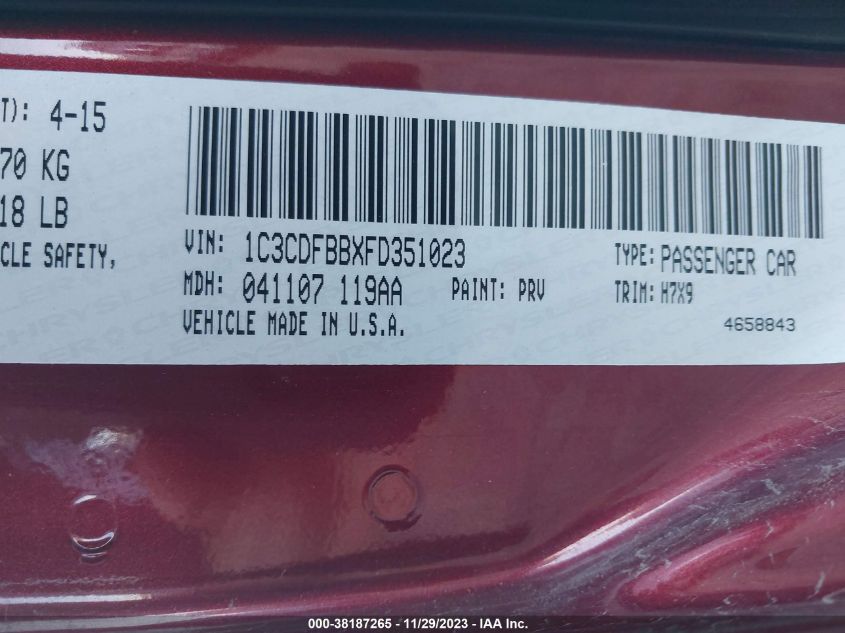 T): 4-15
70 KG
18 LB
CLE SAFETY,
VIN: 1C3CDFBBXFD351023 TYPE: PASSENGER CAR
MDH: 041107 119AA PAINT: PRV TRIM: H7X9
VEHICLE MADE IN U.S.A. 4658843
000-38187265 - 11/29/2023 - IAA Inc.